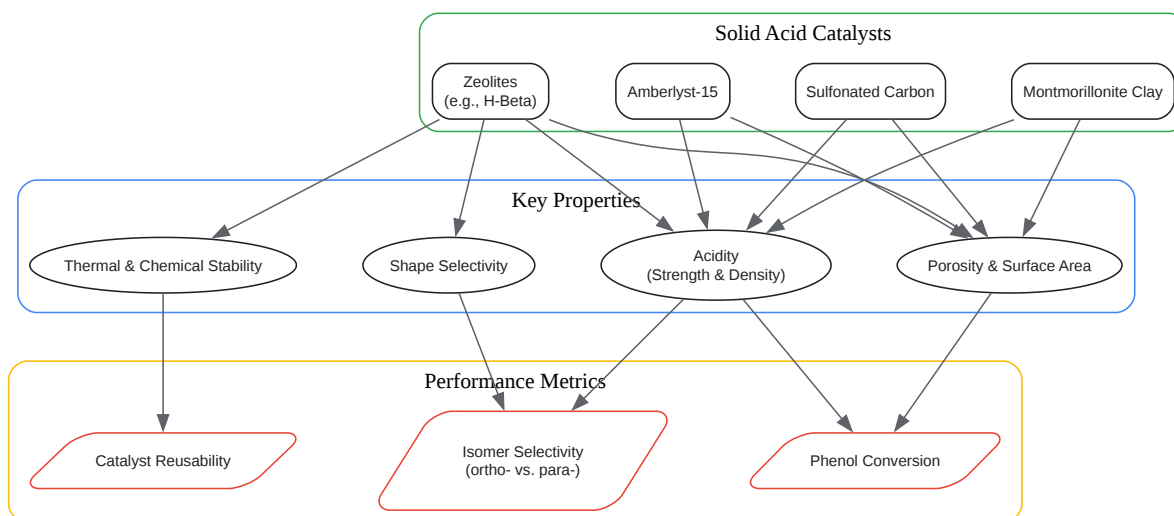 Solid Acid Catalysts
Zeolites
(e.g., H-Beta)
Amberlyst-15
Sulfonated Carbon
Montmorillonite Clay
Key Properties
Thermal & Chemical Stability
Shape Selectivity
Acidity
(Strength & Density)
Porosity & Surface Area
Performance Metrics
Catalyst Reusability
Isomer Selectivity
(ortho- vs. para-)
Phenol Conversion